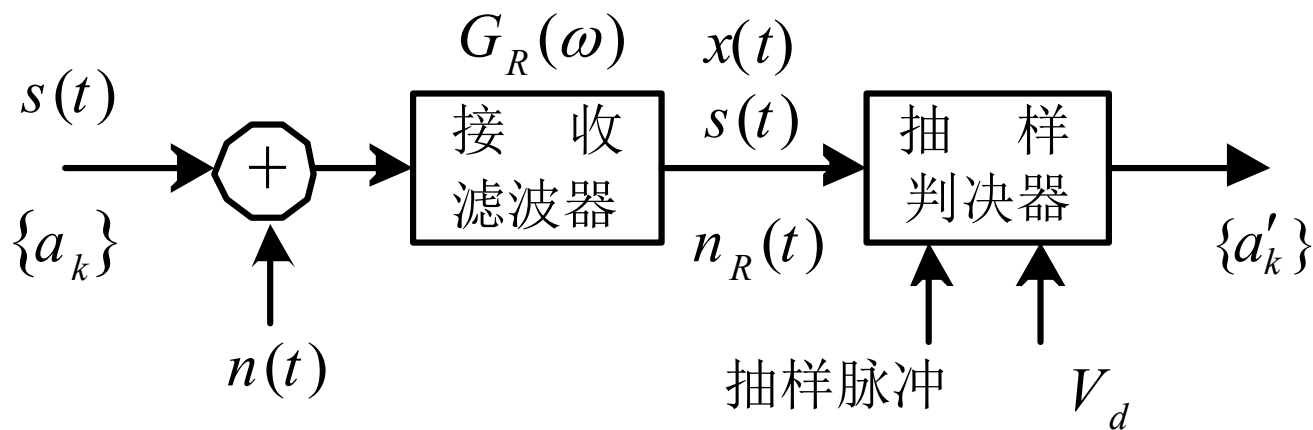 G_R(ω)
x(t)
s(t)
接 收
滤波器
s(t)
抽 样
判决器
+
{a_k}
n_R(t)
{a′_k}
n(t)
抽样脉冲
V_d